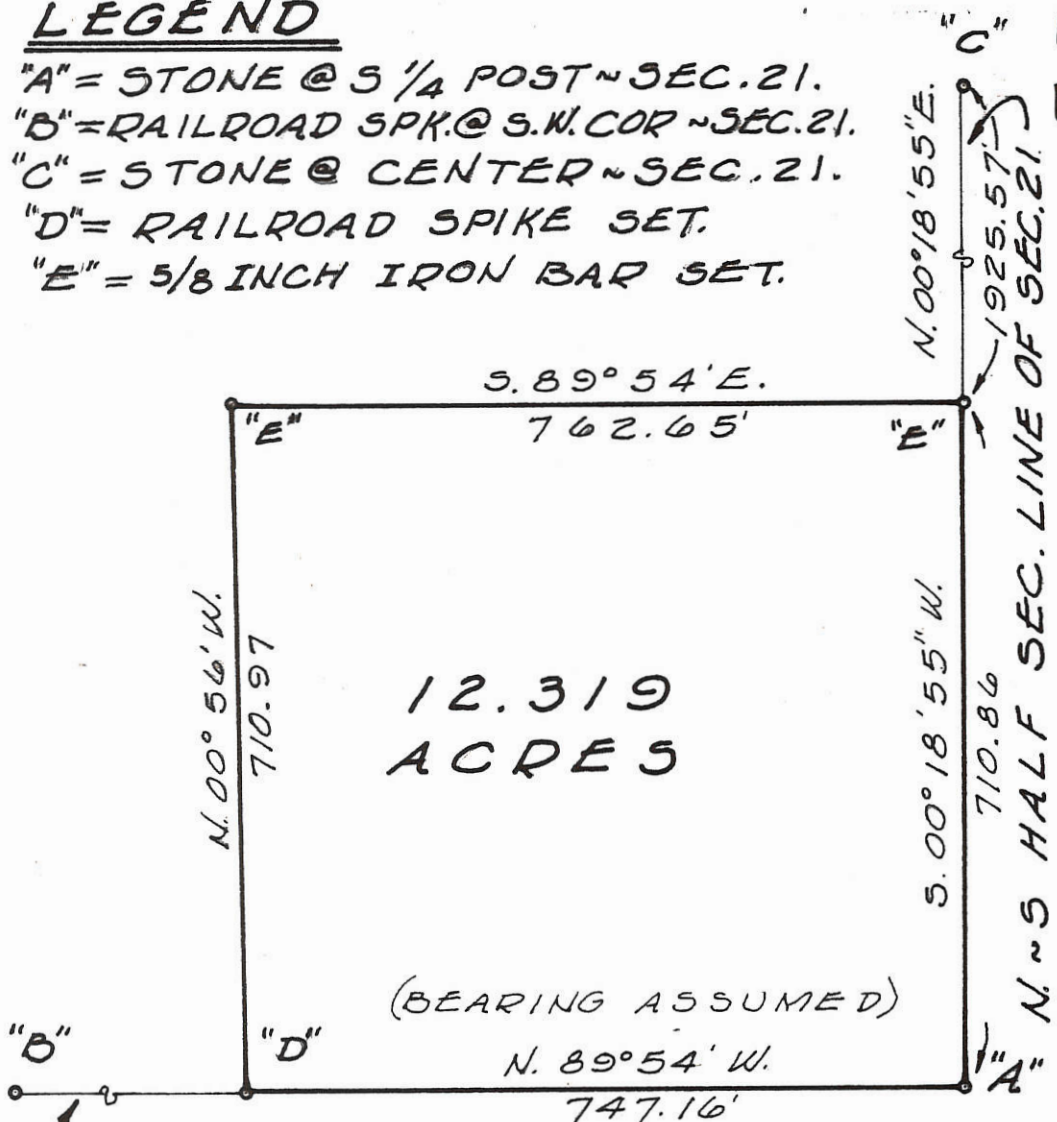 LEGEND
"A" = STONE @ S 1/4 POST ~ SEC. 21.
"B" = RAILROAD SPK. @ S.W. COR ~ SEC. 21.
"C" = STONE @ CENTER ~ SEC. 21.
"D" = RAILROAD SPIKE SET.
"E" = 5/8 INCH IRON BAR SET.
"C"
N. 00° 18' 55" E.
1925.57'
S. 89° 54' E.
762.65'
"E"
"E"
N. 00° 56' W.
710.97
12.319
ACRES
S. 00° 18' 55" W.
710.86
N. ~ S HALF SEC. LINE OF SEC. 21
(BEARING ASSUMED)
"B"
"D"
N. 89° 54' W.
"A"
747.16'